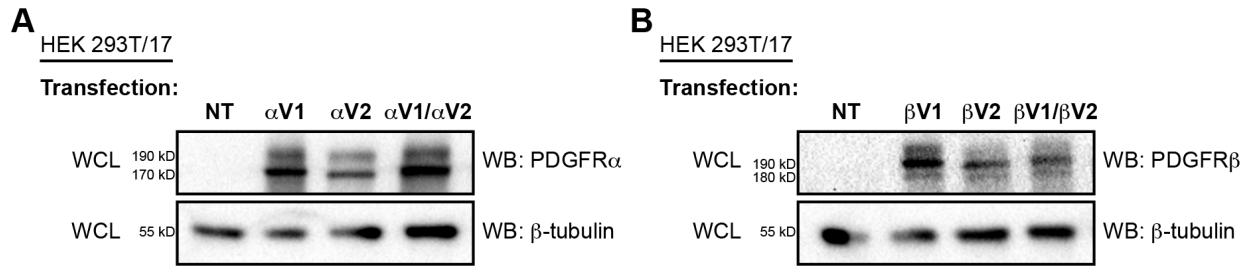 A
HEK 293T/17
Transfection:
NT αV1 αV2 αV1/αV2
WCL 190 kD WB: PDGFRα
170 kD
WCL 55 kD WB: β-tubulin
B
HEK 293T/17
Transfection:
NT βV1 βV2 βV1/βV2
WCL 190 kD WB: PDGFRβ
180 kD
WCL 55 kD WB: β-tubulin